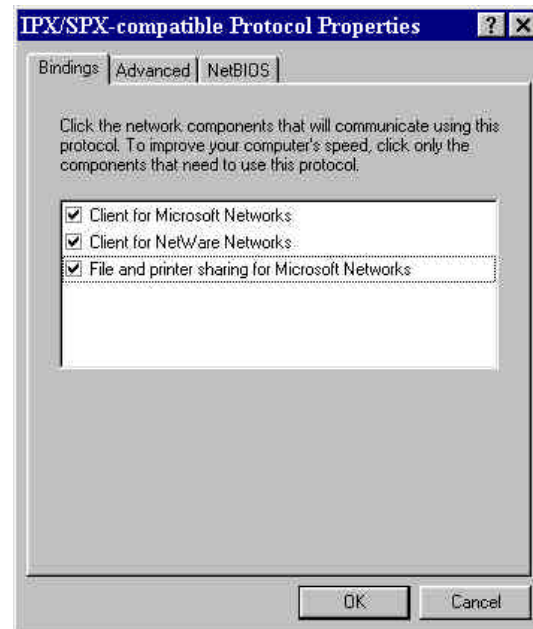 IPX/SPX-compatible Protocol Properties ? X
Bindings Advanced NetBIOS
Click the network components that will communicate using this
protocol. To improve your computer's speed, click only the
components that need to use this protocol.
Client for Microsoft Networks
Client for NetWare Networks
File and printer sharing for Microsoft Networks
OK Cancel